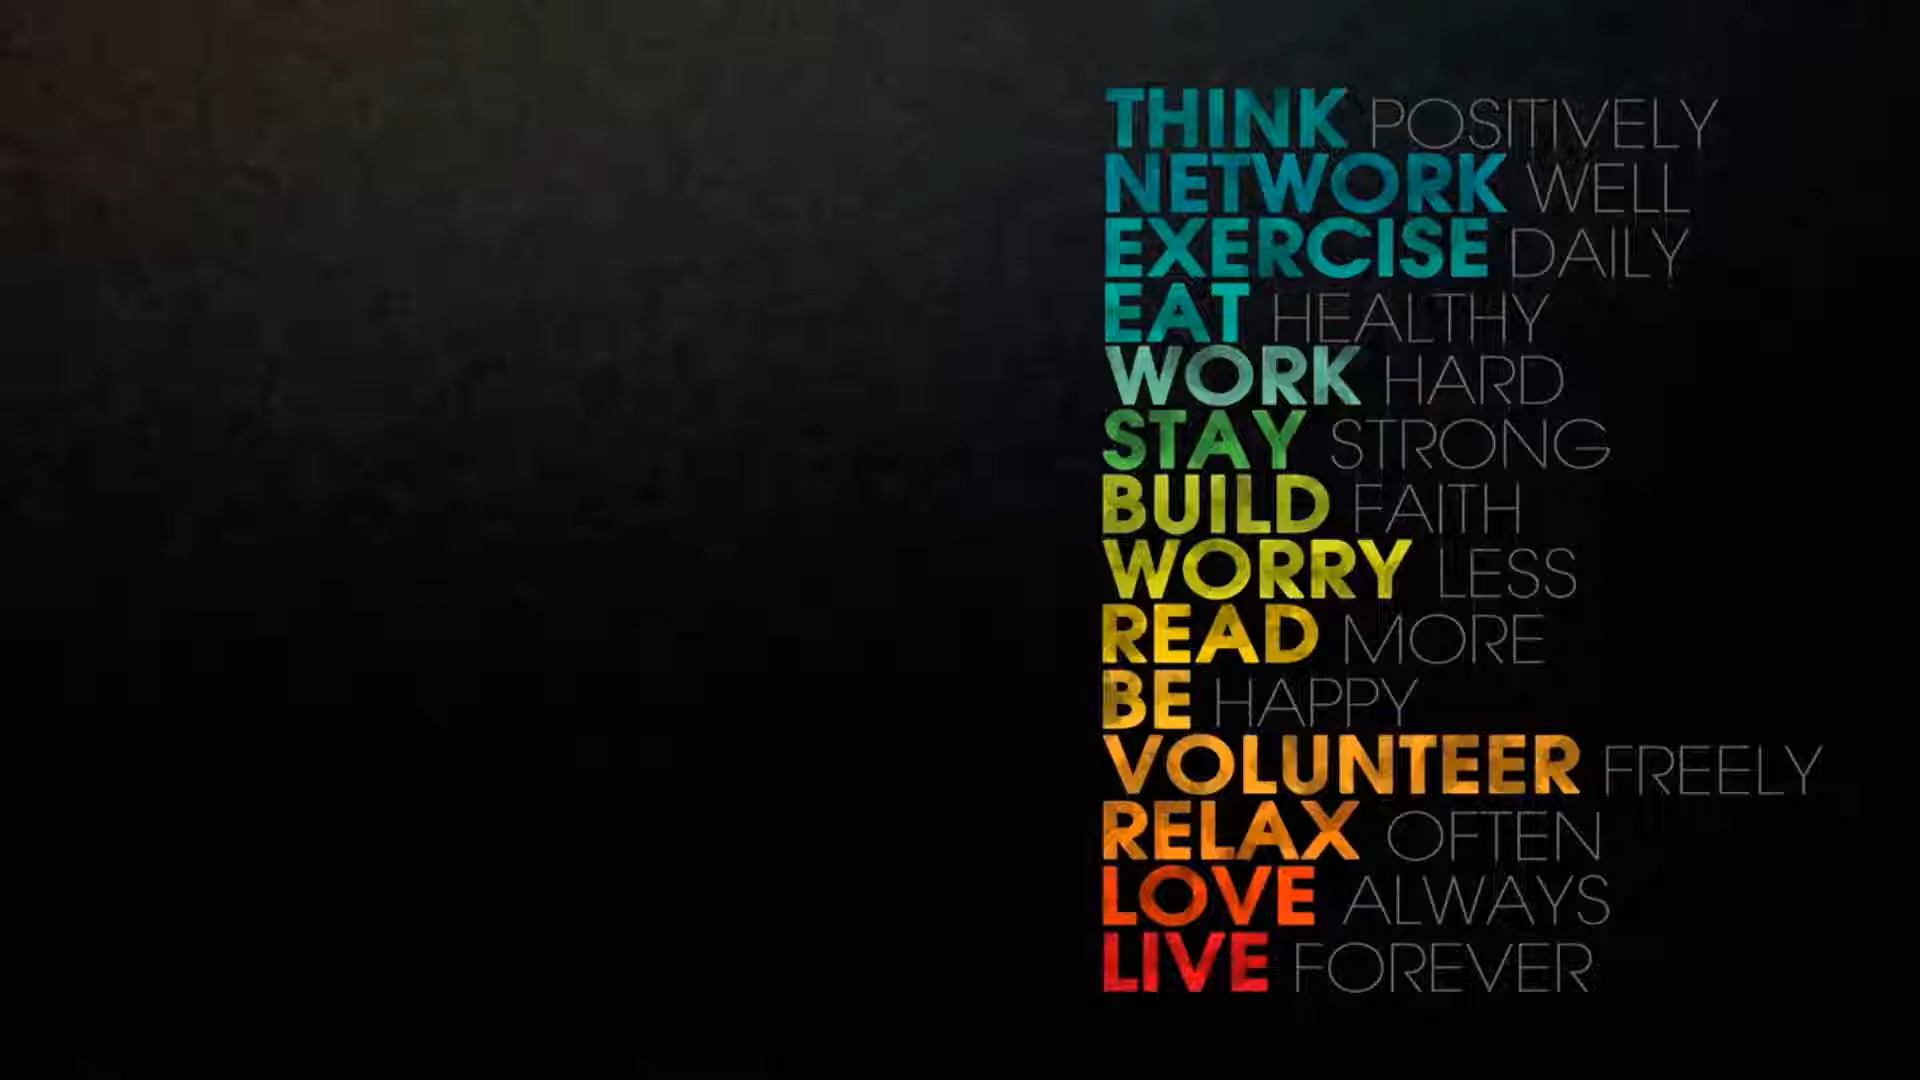 THINK POSITIVELY
NETWORK WELL
EXERCISE DAILY
EAT HEALTHY
WORK HARD
STAY STRONG
BUILD FAITH
WORRY LESS
READ MORE
BE HAPPY
VOLUNTEER FREELY
RELAX OFTEN
LOVE ALWAYS
LIVE FOREVER